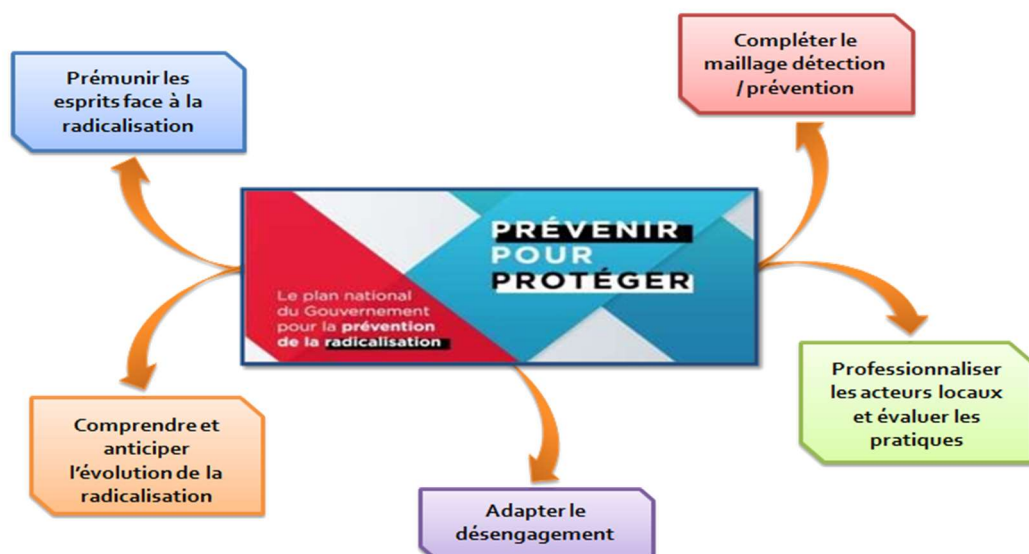 Prémunir les
esprits face à la
radicalisation
Compléter le
maillage détection
/ prévention
PRÉVENIR
POUR
PROTÉGER
Le plan national
du Gouvernement
pour la prévention
de la radicalisation
Comprendre et
anticiper
l'évolution de la
radicalisation
Adapter le
désengagement
Professionnaliser
les acteurs locaux
et évaluer les
pratiques